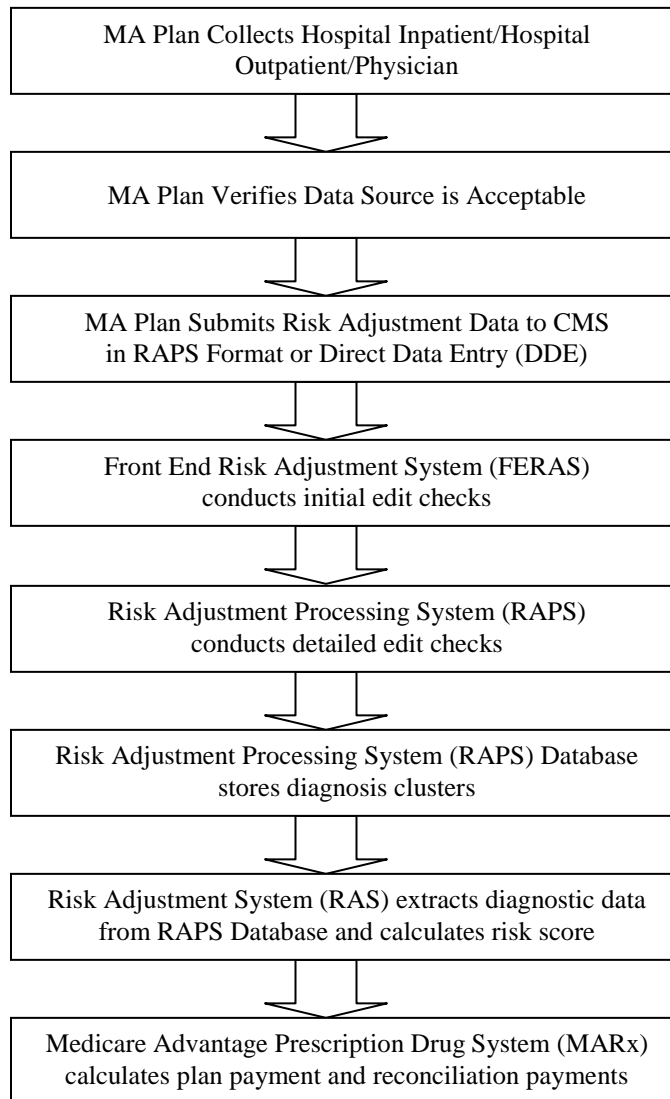 MA Plan Collects Hospital Inpatient/Hospital
Outpatient/Physician
MA Plan Verifies Data Source is Acceptable
MA Plan Submits Risk Adjustment Data to CMS
in RAPS Format or Direct Data Entry (DDE)
Front End Risk Adjustment System (FERAS)
conducts initial edit checks
Risk Adjustment Processing System (RAPS)
conducts detailed edit checks
Risk Adjustment Processing System (RAPS) Database
stores diagnosis clusters
Risk Adjustment System (RAS) extracts diagnostic data
from RAPS Database and calculates risk score
Medicare Advantage Prescription Drug System (MARx)
calculates plan payment and reconciliation payments